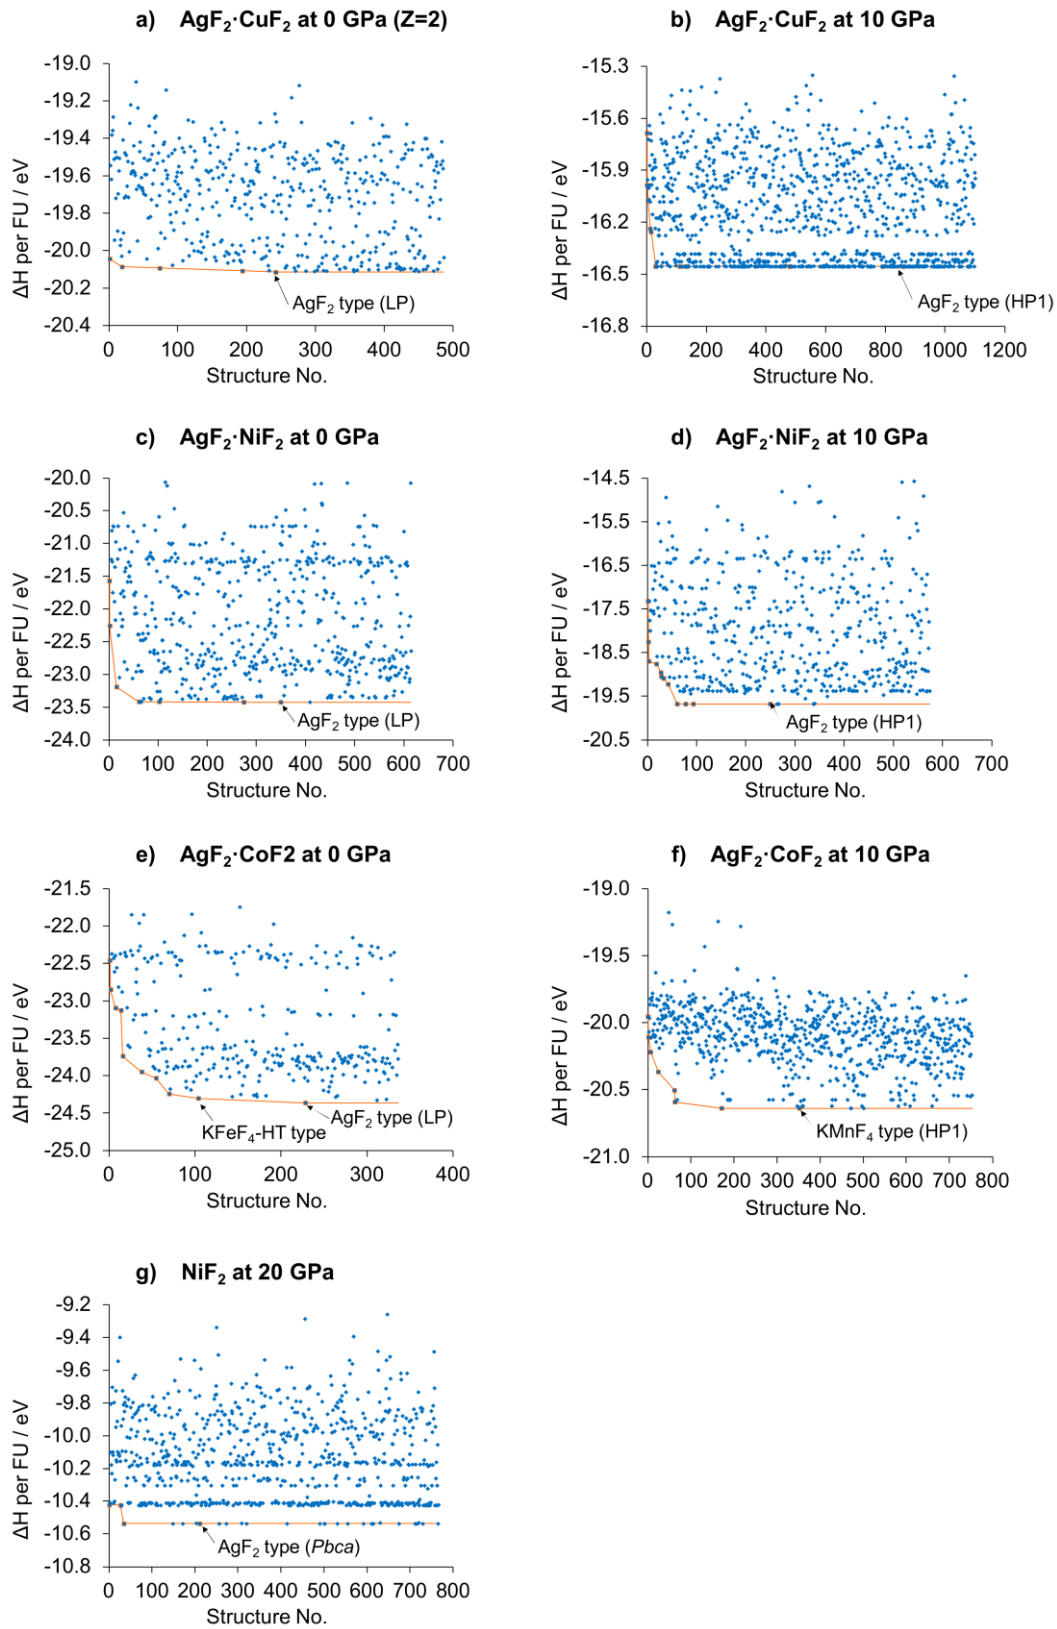 a) AgF₂·CuF₂ at 0 GPa (Z=2)
ΔH per FU / eV
-19.0
-19.2
-19.4
-19.6
-19.8
-20.0
-20.2
-20.4
AgF₂ type (LP)
0 100 200 300 400 500
Structure No.
b) AgF₂·CuF₂ at 10 GPa
ΔH per FU / eV
-15.3
-15.6
-15.9
-16.2
-16.5
-16.8
AgF₂ type (HP1)
0 200 400 600 800 1000 1200
Structure No.
c) AgF₂·NiF₂ at 0 GPa
ΔH per FU / eV
-20.0
-20.5
-21.0
-21.5
-22.0
-22.5
-23.0
-23.5
-24.0
AgF₂ type (LP)
0 100 200 300 400 500 600 700
Structure No.
d) AgF₂·NiF₂ at 10 GPa
ΔH per FU / eV
-14.5
-15.5
-16.5
-17.5
-18.5
-19.5
-20.5
AgF₂ type (HP1)
0 100 200 300 400 500 600 700
Structure No.
e) AgF₂·CoF2 at 0 GPa
ΔH per FU / eV
-21.5
-22.0
-22.5
-23.0
-23.5
-24.0
-24.5
-25.0
AgF₂ type (LP)
KFeF₄-HT type
0 100 200 300 400
Structure No.
f) AgF₂·CoF₂ at 10 GPa
ΔH per FU / eV
-19.0
-19.5
-20.0
-20.5
-21.0
KMnF₄ type (HP1)
0 100 200 300 400 500 600 700 800
Structure No.
g) NiF₂ at 20 GPa
ΔH per FU / eV
-9.2
-9.4
-9.6
-9.8
-10.0
-10.2
-10.4
-10.6
-10.8
AgF₂ type (Pbca)
0 100 200 300 400 500 600 700 800
Structure No.